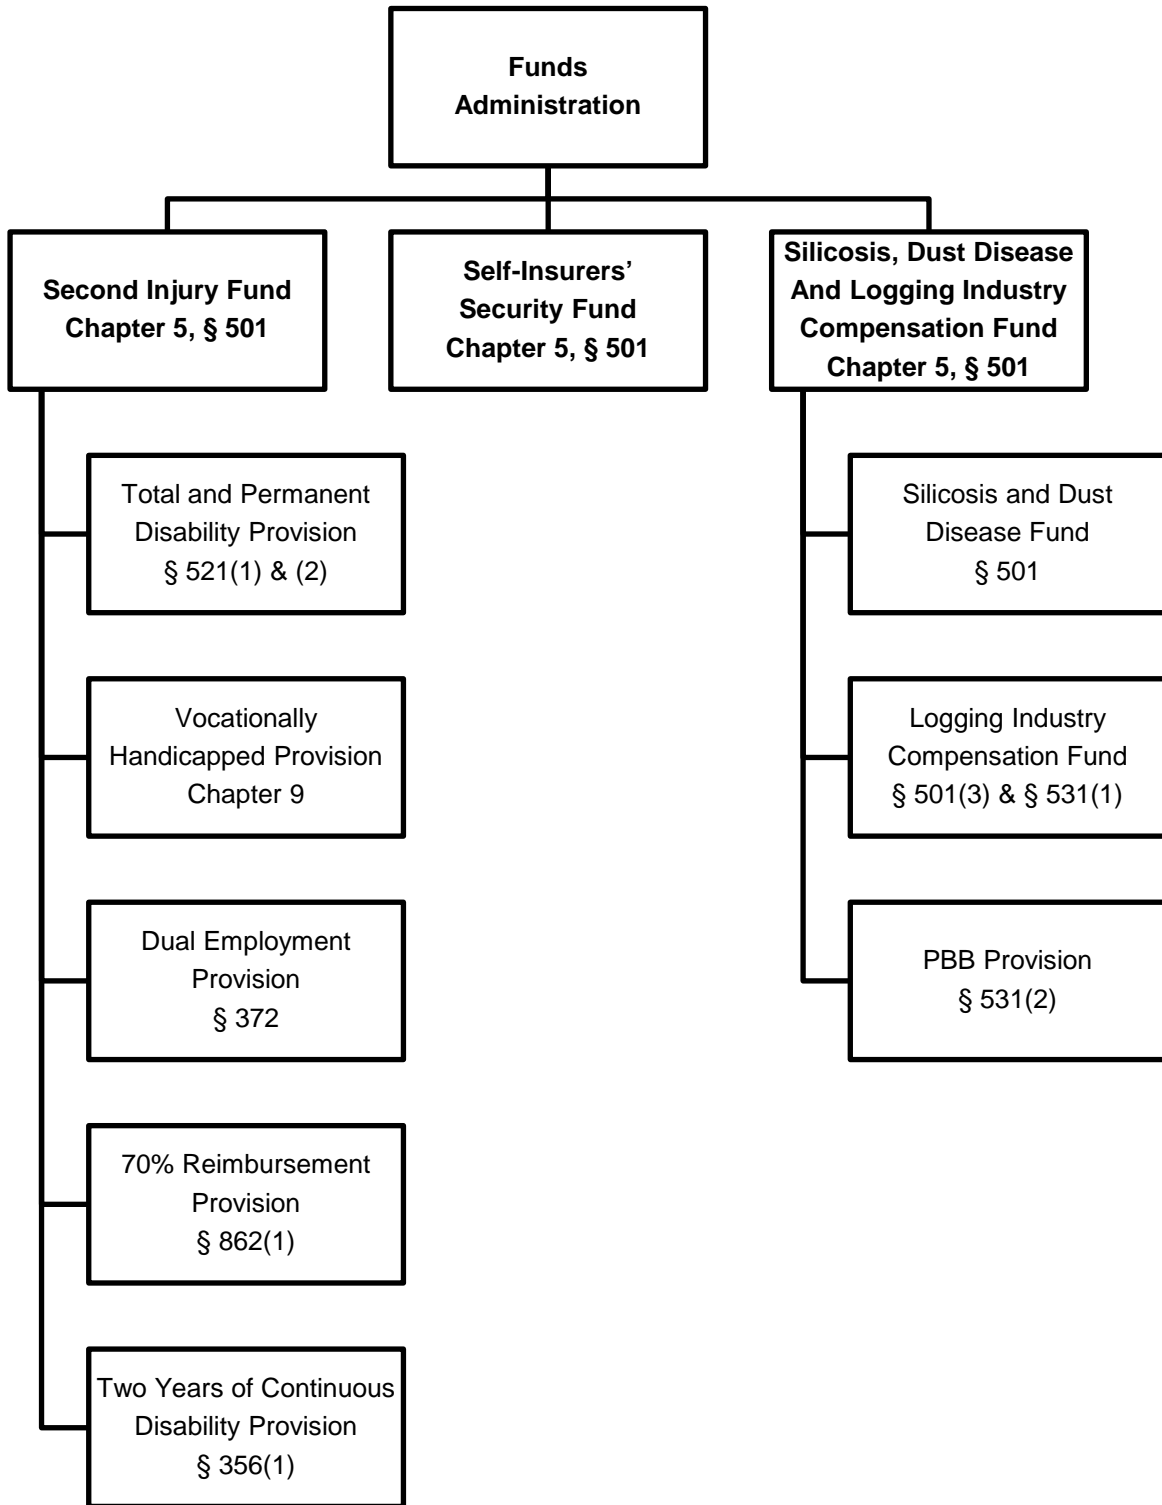 Funds
Administration
Second Injury Fund
Chapter 5, § 501
Self-Insurers’
Security Fund
Chapter 5, § 501
Silicosis, Dust Disease
And Logging Industry
Compensation Fund
Chapter 5, § 501
Total and Permanent
Disability Provision
§ 521(1) & (2)
Vocationally
Handicapped Provision
Chapter 9
Dual Employment
Provision
§ 372
70% Reimbursement
Provision
§ 862(1)
Two Years of Continuous
Disability Provision
§ 356(1)
Silicosis and Dust
Disease Fund
§ 501
Logging Industry
Compensation Fund
§ 501(3) & § 531(1)
PBB Provision
§ 531(2)